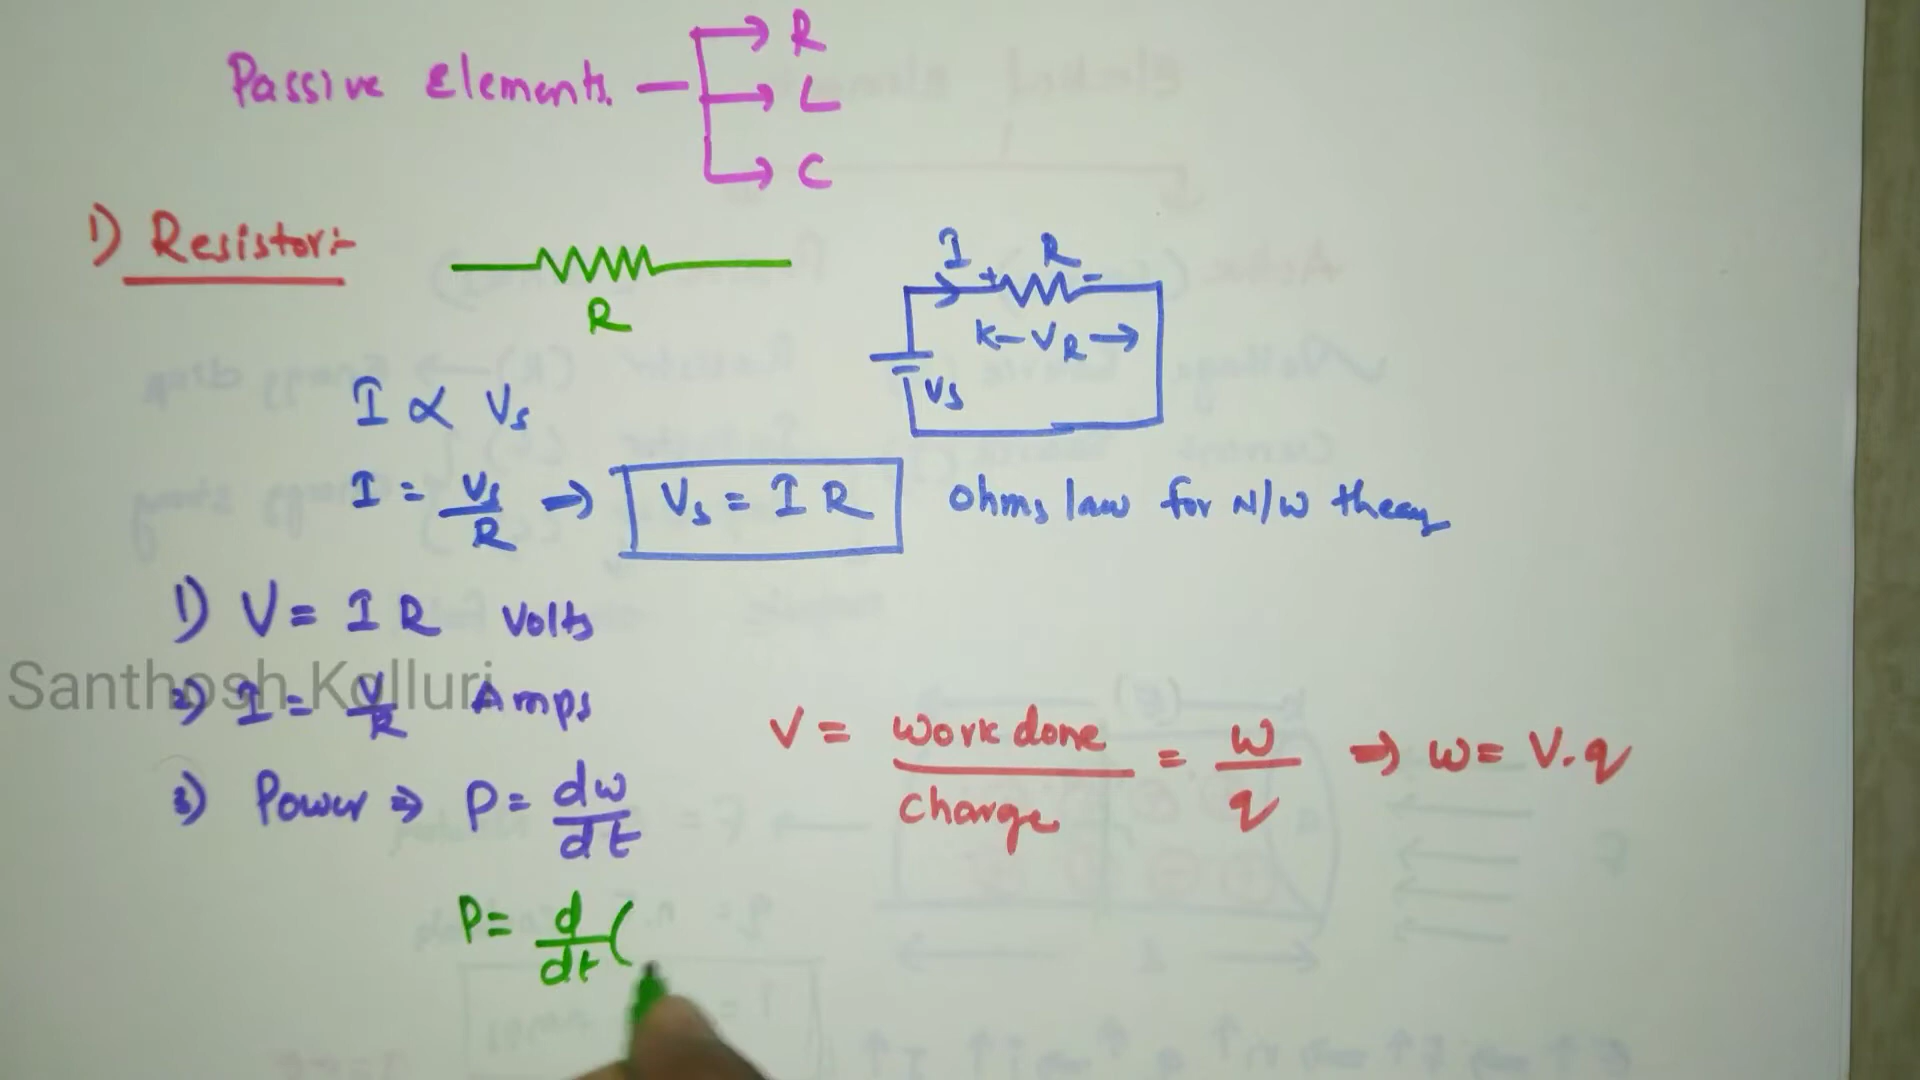 Passive Elements. → R
→ L
→ C
1) Resistor:-
R
I R
+ -
VR
Vs
I ∝ Vs
I = Vs/R ⇒ Vs = I R ohms law for N/W theory
1) V = I R Volts
2) I = V/R Amps
Santhosh Kolluri
V = work done/charge = w/q ⇒ w = V.q
3) Power ⇒ P = dw/dt
P = d/dt (